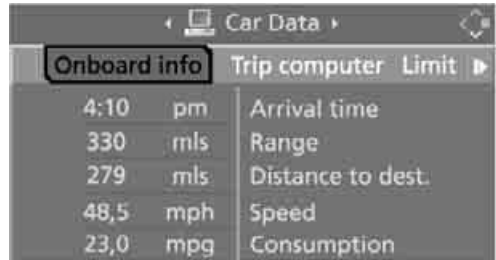 Car Data
Onboard info Trip computer Limit
4:10 pm Arrival time
330 mls Range
279 mls Distance to dest.
48,5 mph Speed
23,0 mpg Consumption